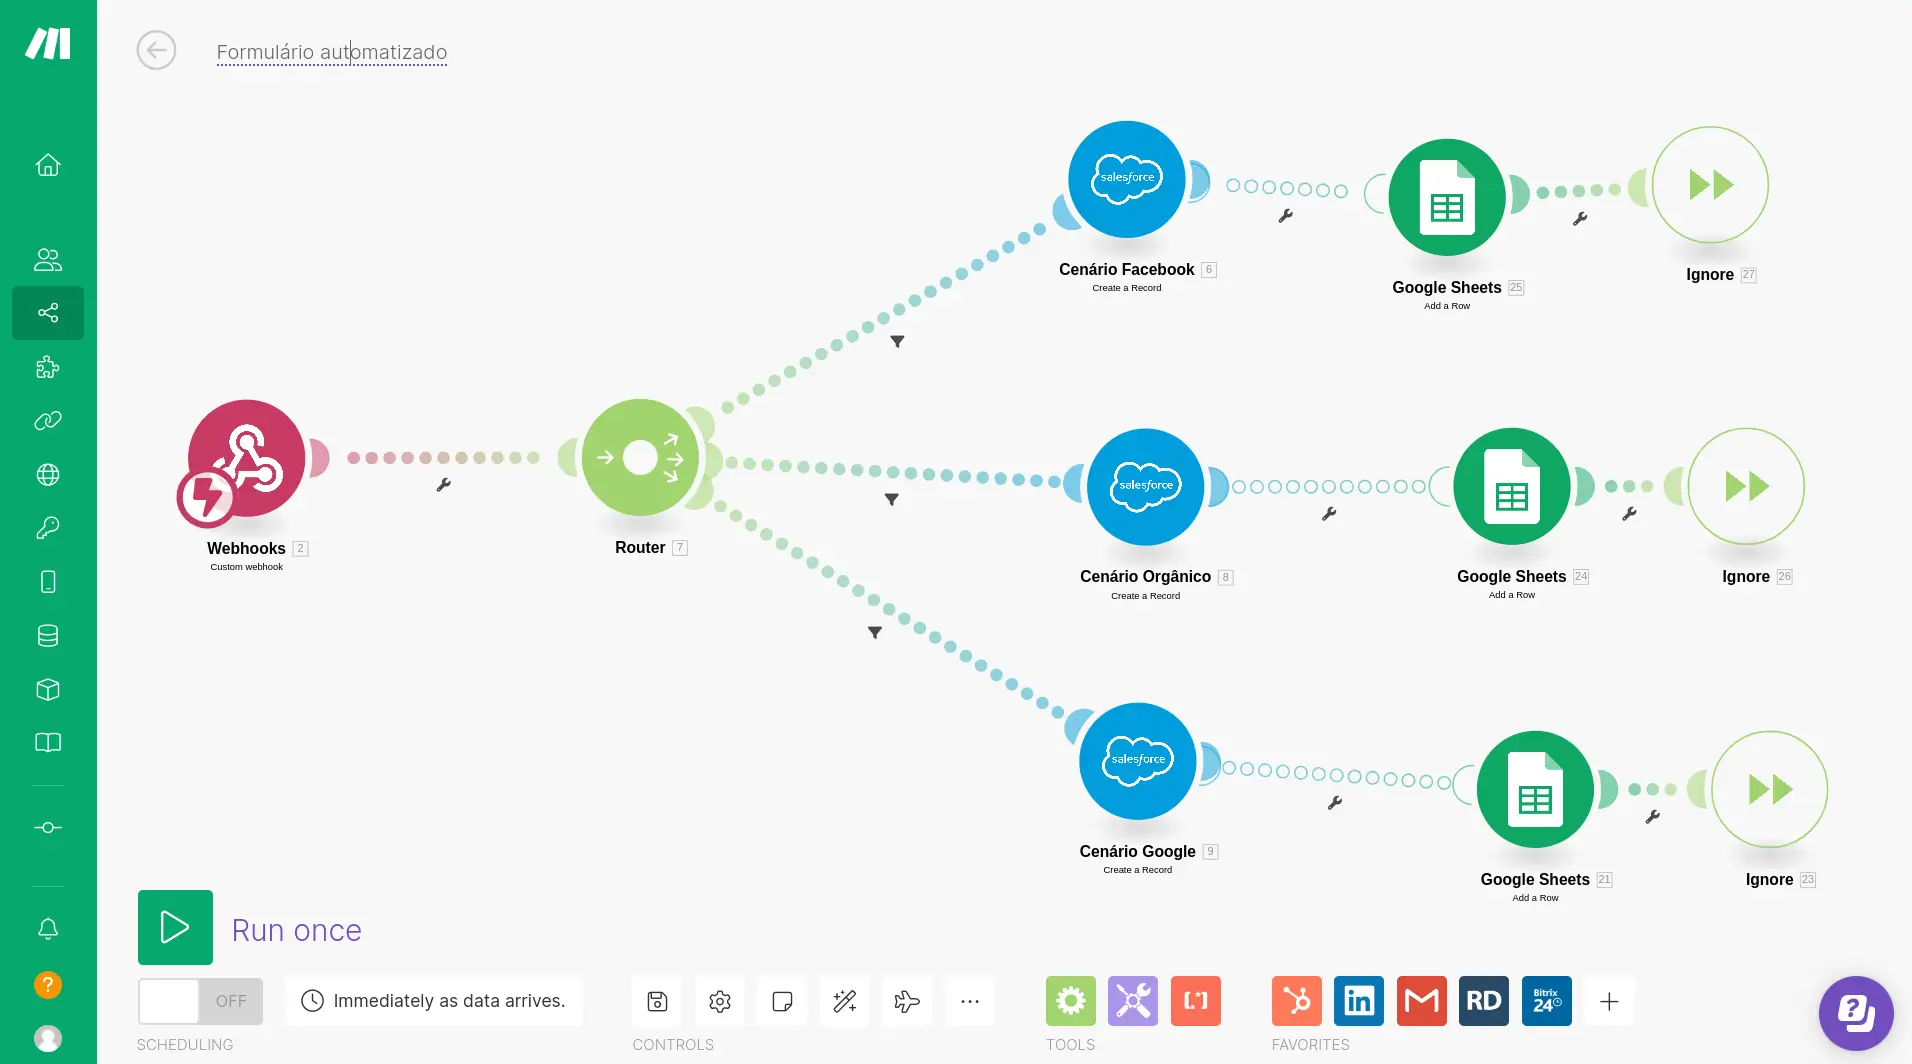 Formulário automatizado
salesforce
Cenário Facebook 6
Create a Record
Google Sheets 25
Add a Row
Ignore 27
Webhooks 2
Custom webhook
Router 7
salesforce
Cenário Orgânico 8
Create a Record
Google Sheets 24
Add a Row
Ignore 26
salesforce
Cenário Google 9
Create a Record
Google Sheets 21
Add a Row
Ignore 23
Run once
OFF
Immediately as data arrives.
SCHEDULING
CONTROLS
TOOLS
[.*]
RD
Bitrix
24
FAVORITES